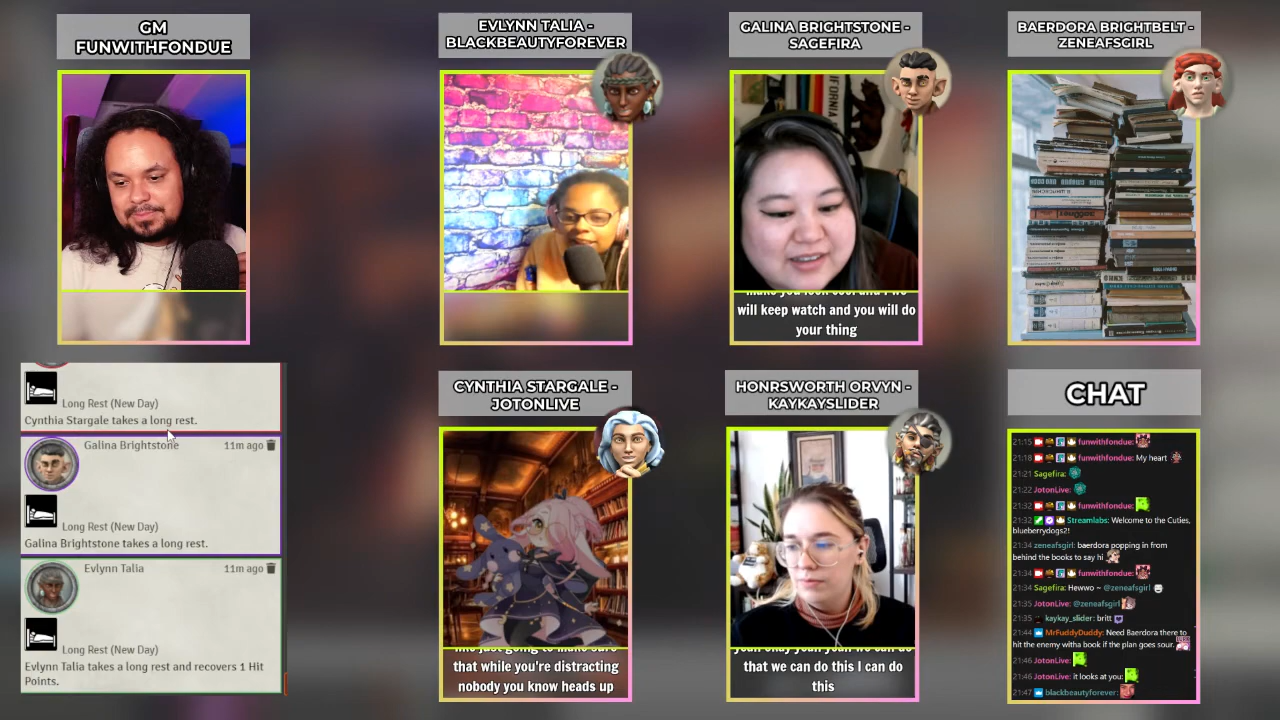 GM
FUNWITHFONDUE
EVLYNN TALIA -
BLACKBEAUTYFOREVER
GALINA BRIGHTSTONE -
SAGEFIRA
BAERDORA BRIGHTBELT -
ZENEAFSGIRL
will keep watch and you will do
your thing
Long Rest (New Day)
Cynthia Stargale takes a long rest.
Galina Brightstone 11m ago
Long Rest (New Day)
Galina Brightstone takes a long rest.
Evlynn Talia 11m ago
Long Rest (New Day)
Evlynn Talia takes a long rest and recovers 1 Hit
Points.
CYNTHIA STARGALE -
JOTONLIVE
that while you're distracting
nobody you know heads up
HONRSWORTH ORVYN -
KAYKAYSLIDER
that we can do this I can do
this
CHAT
21:15 funwithfondue:
21:18 funwithfondue: My heart
21:21 Sagefira:
21:22 JotonLive:
21:32 funwithfondue:
21:32 Streamlabs: Welcome to the Cuties,
blueberrydogs2!
21:34 zeneafsgirl: baerdora popping in from
behind the books to say hi
21:34 funwithfondue:
21:34 Sagefira: Hewwo ~ @zeneafsgirl
21:35 JotonLive: @zeneafsgirl
21:35 kaykay_slider: britt
21:44 MrFuddyDuddy: Need Baerdora there to
hit the enemy witha book if the plan goes sour.
21:46 JotonLive:
21:46 JotonLive: it looks at you:
21:47 blackbeautyforever: